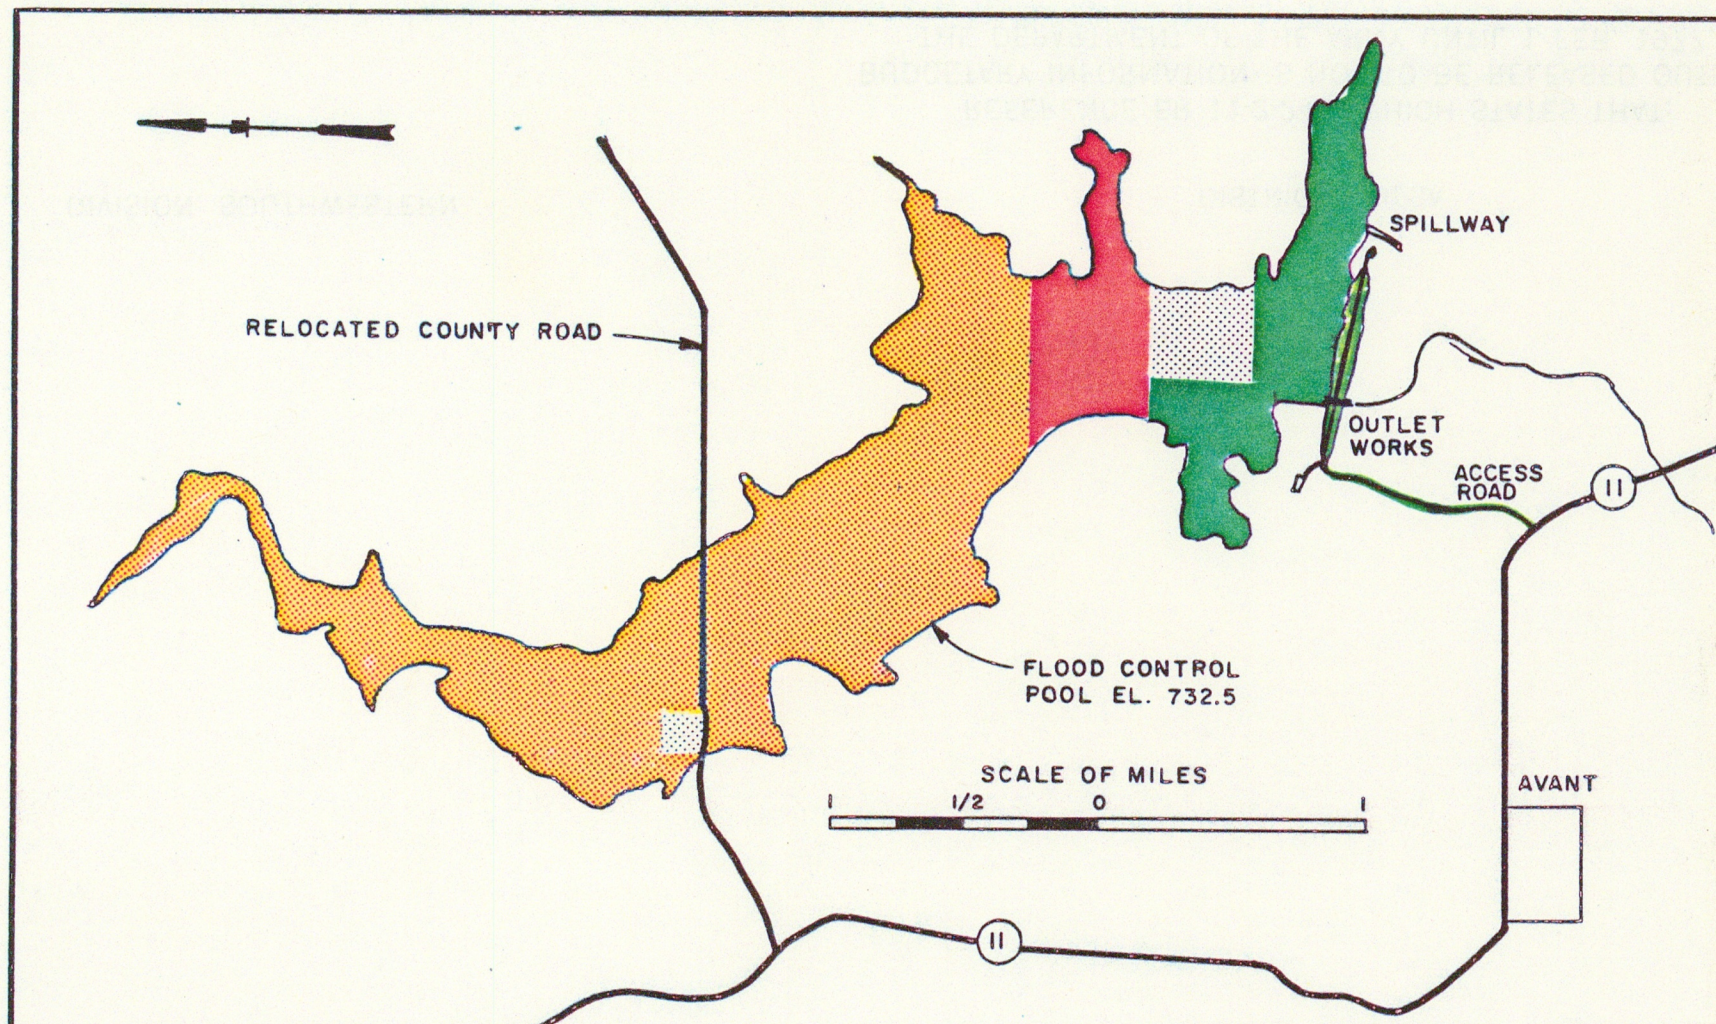 SPILLWAY
RELOCATED COUNTY ROAD
OUTLET
WORKS
ACCESS
ROAD
11
FLOOD CONTROL
POOL EL. 732.5
SCALE OF MILES
1 1/2 0 1
AVANT
11